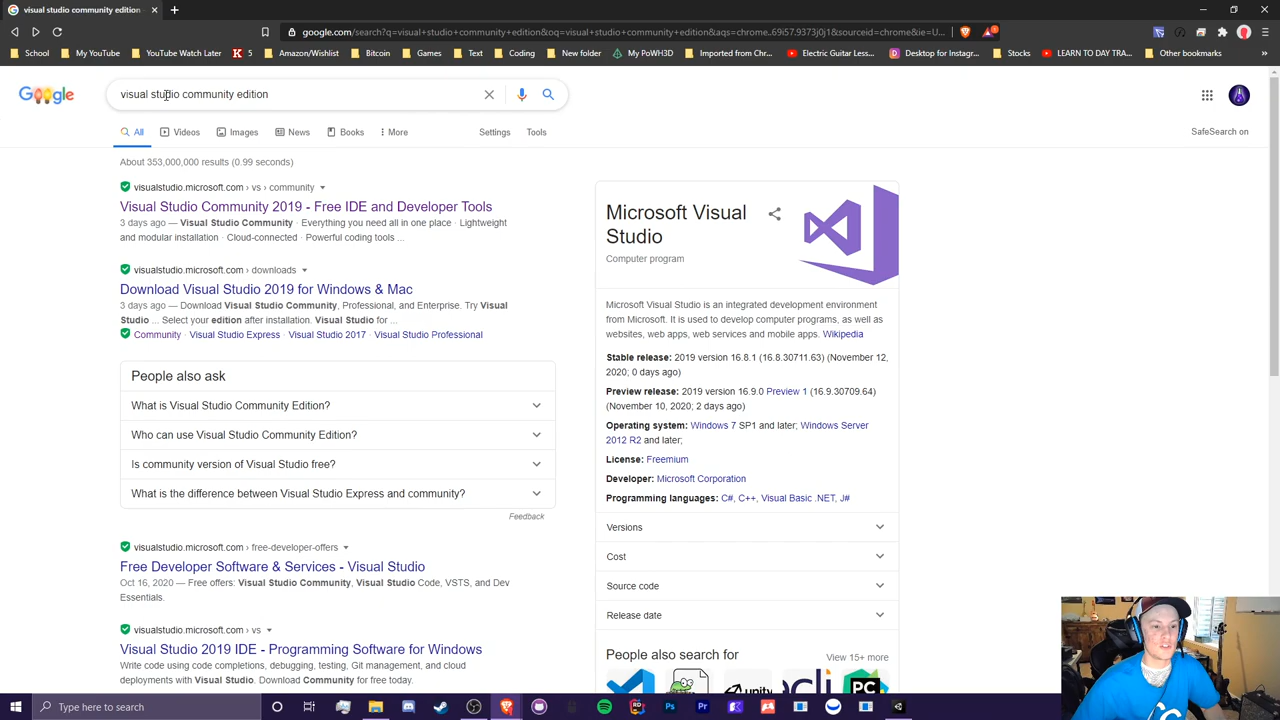 visual studio community edition
google.com/search?q=visual+studio+community+edition&oq=visual+studio+community+edition&aqs=chrome..69i57.9373j0j1&sourceid=chrome&ie=U...
School
My YouTube
YouTube Watch Later
K 5
Amazon/Wishlist
Bitcoin
Games
Text
Coding
New folder
My PoWH3D
Imported from Chr...
Electric Guitar Less...
Desktop for Instag...
Stocks
LEARN TO DAY TRA...
Other bookmarks
visual studio community edition
All
Videos
Images
News
Books
More
Settings
Tools
SafeSearch on
About 353,000,000 results (0.99 seconds)
visualstudio.microsoft.com › vs › community
Visual Studio Community 2019 - Free IDE and Developer Tools
3 days ago — Visual Studio Community · Everything you need all in one place · Lightweight
and modular installation · Cloud-connected · Powerful coding tools ...
visualstudio.microsoft.com › downloads
Download Visual Studio 2019 for Windows & Mac
3 days ago — Download Visual Studio Community, Professional, and Enterprise. Try Visual
Studio ... Select your edition after installation. Visual Studio for ...
Community · Visual Studio Express · Visual Studio 2017 · Visual Studio Professional
People also ask
What is Visual Studio Community Edition?
Who can use Visual Studio Community Edition?
Is community version of Visual Studio free?
What is the difference between Visual Studio Express and community?
Feedback
visualstudio.microsoft.com › free-developer-offers
Free Developer Software & Services - Visual Studio
Oct 16, 2020 — Free offers: Visual Studio Community, Visual Studio Code, VSTS, and Dev
Essentials.
visualstudio.microsoft.com › vs
Visual Studio 2019 IDE - Programming Software for Windows
Write code using code completions, debugging, testing, Git management, and cloud
deployments with Visual Studio. Download Community for free today.
Microsoft Visual
Studio
Computer program
Microsoft Visual Studio is an integrated development environment
from Microsoft. It is used to develop computer programs, as well as
websites, web apps, web services and mobile apps. Wikipedia
Stable release: 2019 version 16.8.1 (16.8.30711.63) (November 12,
2020; 0 days ago)
Preview release: 2019 version 16.9.0 Preview 1 (16.9.30709.64)
(November 10, 2020; 2 days ago)
Operating system: Windows 7 SP1 and later; Windows Server
2012 R2 and later;
License: Freemium
Developer: Microsoft Corporation
Programming languages: C#, C++, Visual Basic .NET, J#
Versions
Cost
Source code
Release date
People also search for
View 15+ more
unity
PC
Type here to search